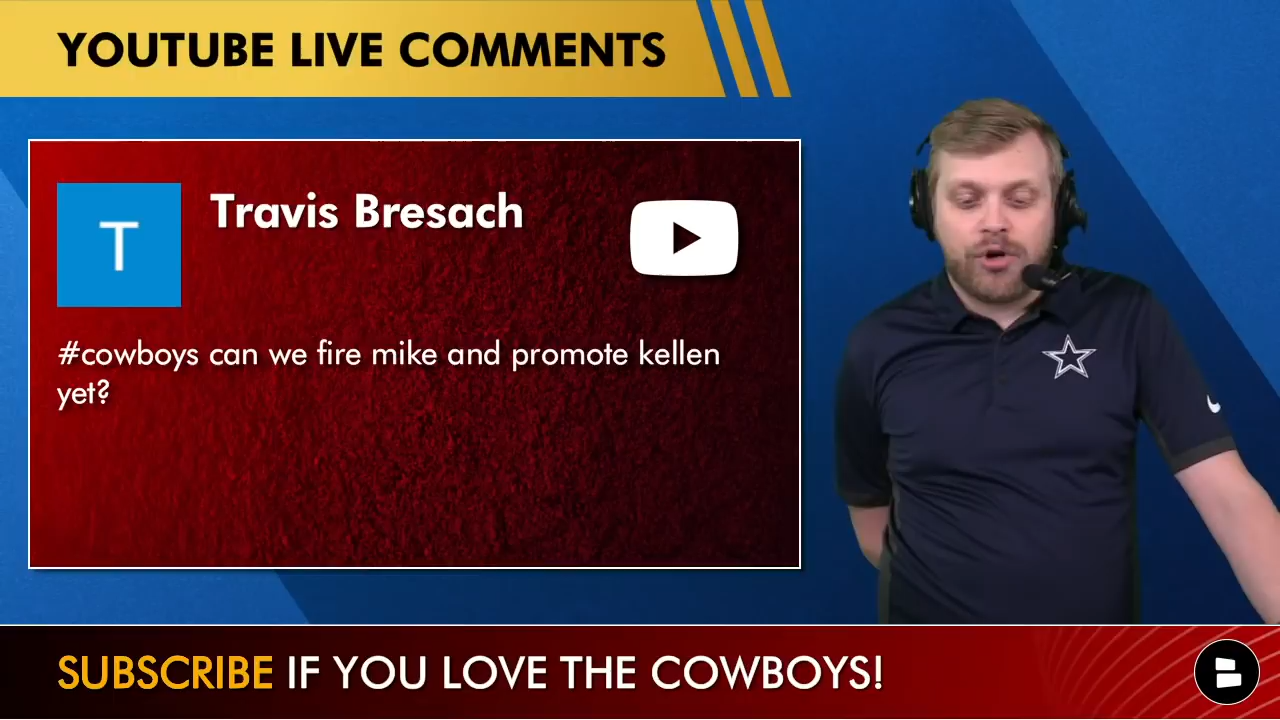 YOUTUBE LIVE COMMENTS
T
Travis Bresach
#cowboys can we fire mike and promote kellen
yet?
SUBSCRIBE IF YOU LOVE THE COWBOYS!